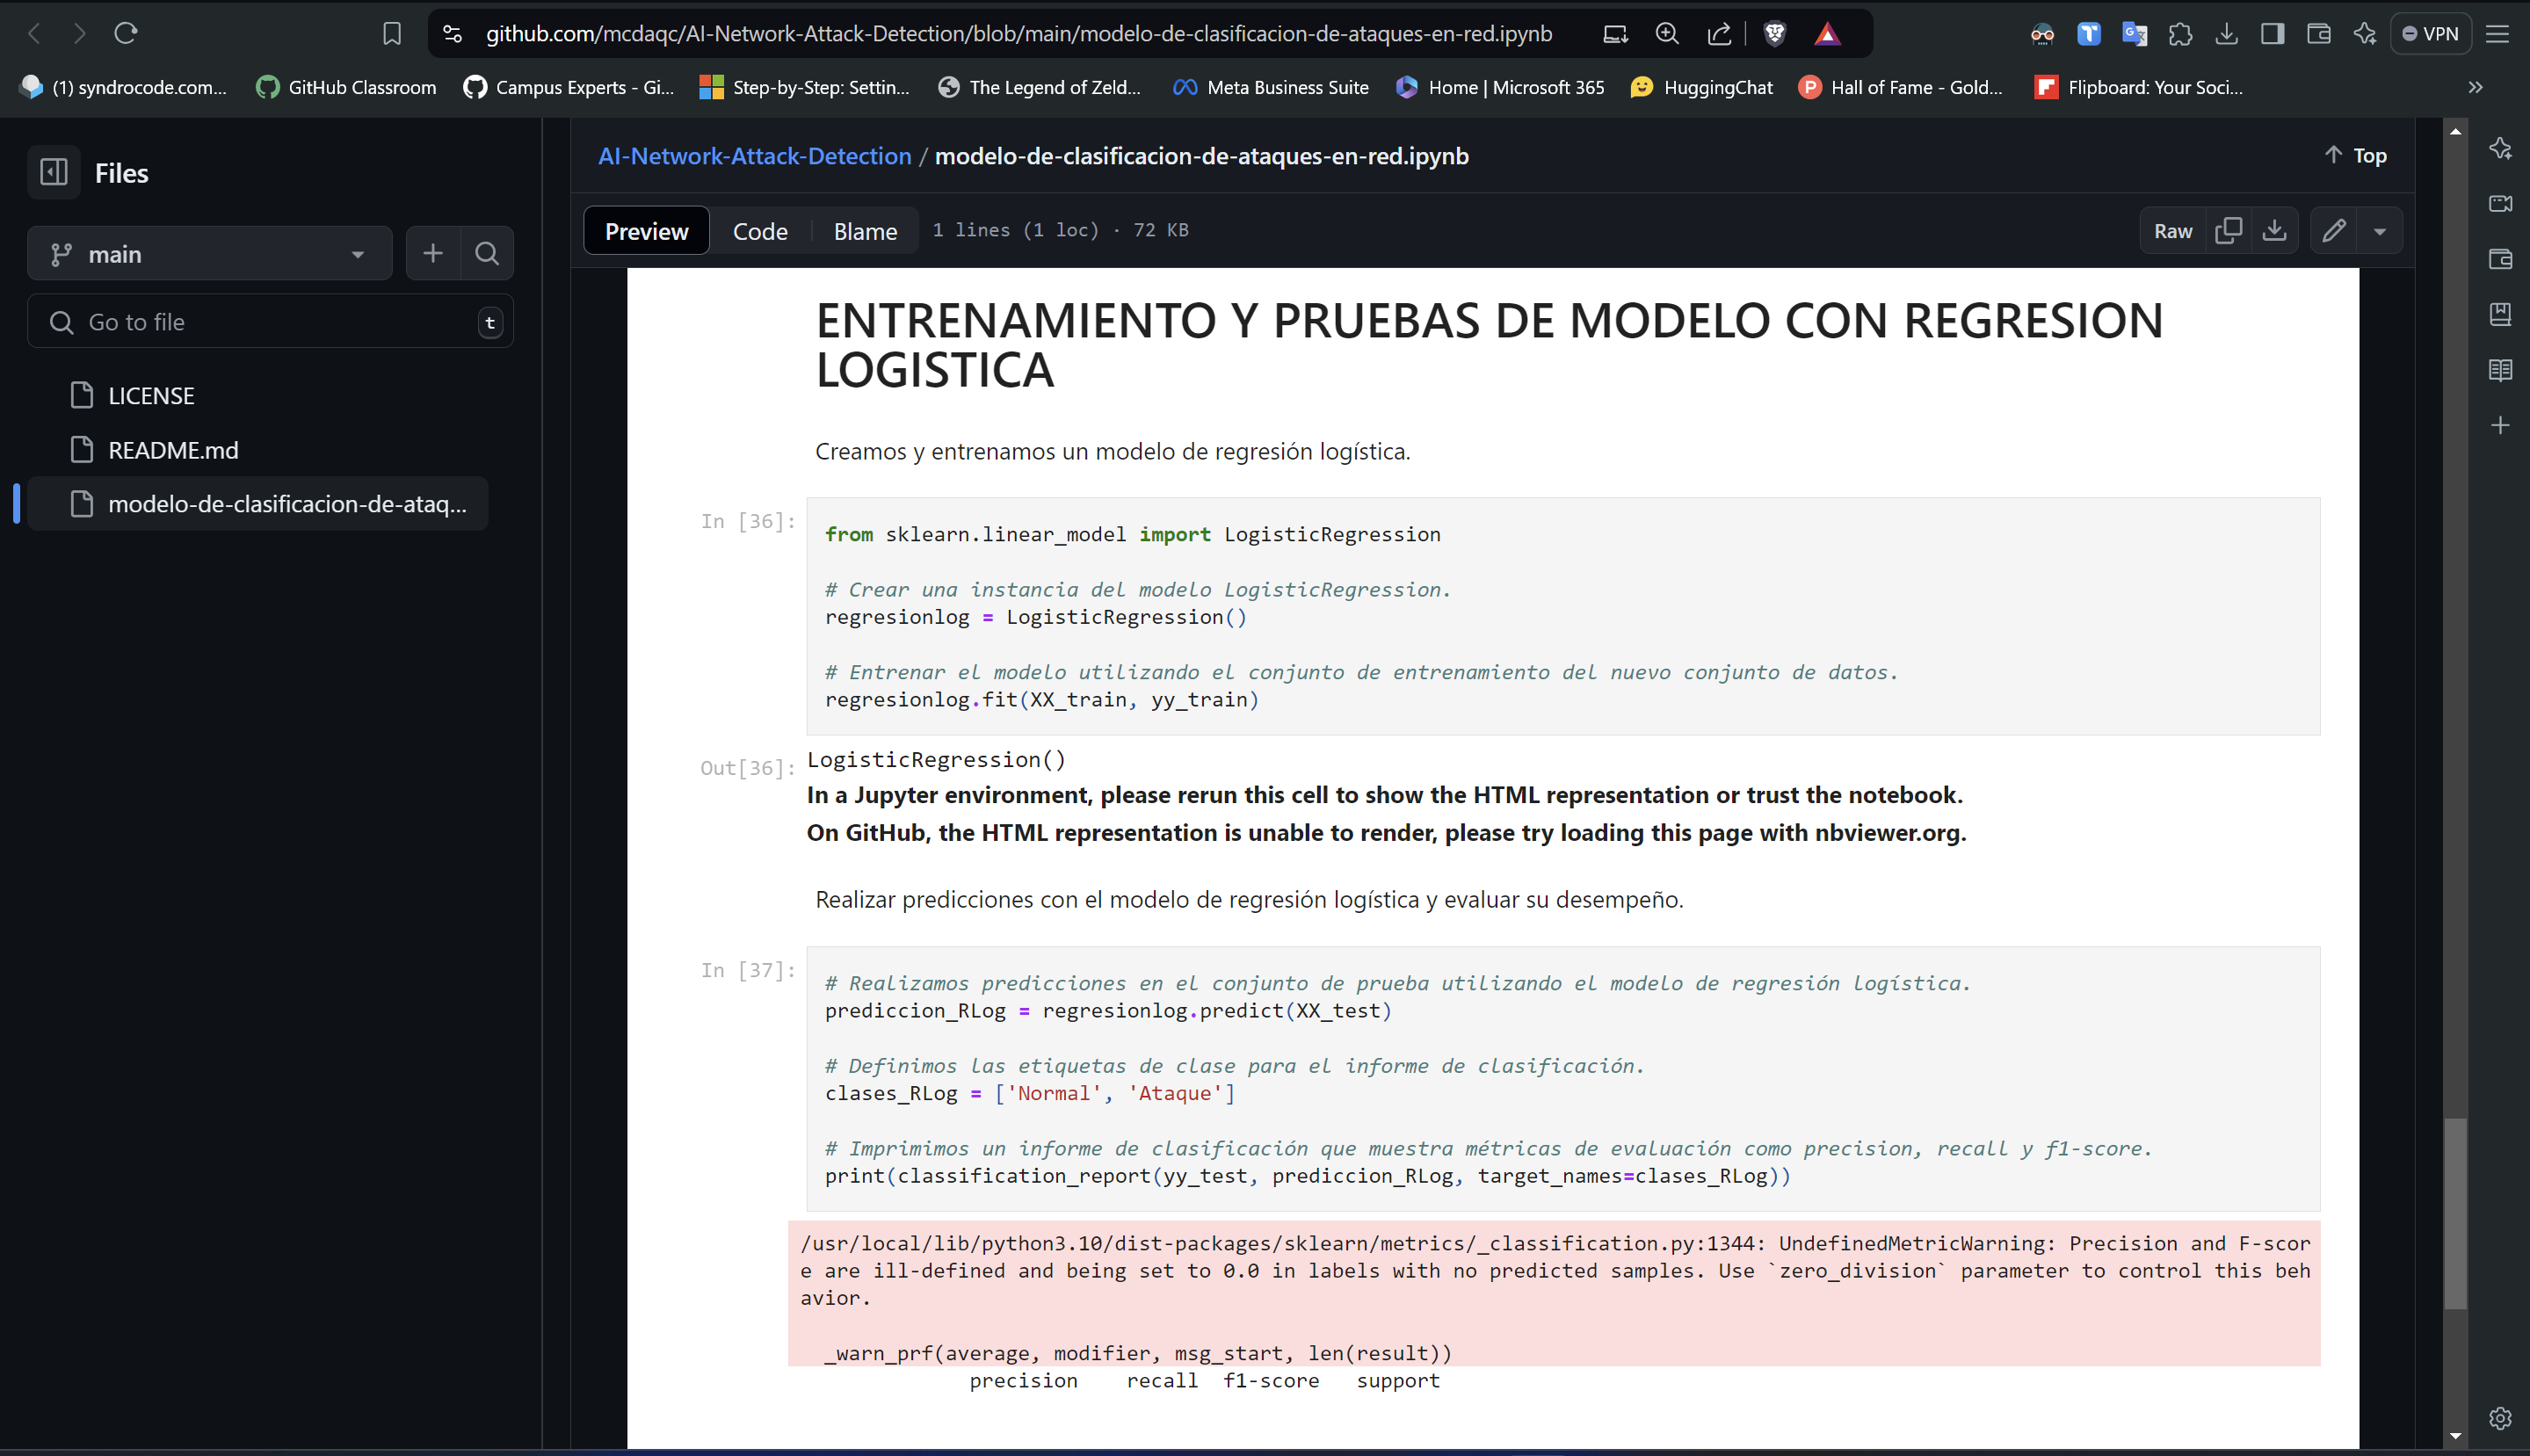 github.com/mcdaqc/AI-Network-Attack-Detection/blob/main/modelo-de-clasificacion-de-ataques-en-red.ipynb
VPN
(1) syndrocode.com...
GitHub Classroom
Campus Experts - Gi...
Step-by-Step: Settin...
The Legend of Zeld...
Meta Business Suite
Home | Microsoft 365
HuggingChat
Hall of Fame - Gold...
Flipboard: Your Soci...
Files
main
Go to file
t
LICENSE
README.md
modelo-de-clasificacion-de-ataq...
AI-Network-Attack-Detection / modelo-de-clasificacion-de-ataques-en-red.ipynb
Top
Preview
Code
Blame
1 lines (1 loc) · 72 KB
Raw
ENTRENAMIENTO Y PRUEBAS DE MODELO CON REGRESION
LOGISTICA
Creamos y entrenamos un modelo de regresión logística.
In [36]:
from sklearn.linear_model import LogisticRegression
# Crear una instancia del modelo LogisticRegression.
regresionlog = LogisticRegression()
# Entrenar el modelo utilizando el conjunto de entrenamiento del nuevo conjunto de datos.
regresionlog.fit(XX_train, yy_train)
Out[36]:
LogisticRegression()
In a Jupyter environment, please rerun this cell to show the HTML representation or trust the notebook.
On GitHub, the HTML representation is unable to render, please try loading this page with nbviewer.org.
Realizar predicciones con el modelo de regresión logística y evaluar su desempeño.
In [37]:
# Realizamos predicciones en el conjunto de prueba utilizando el modelo de regresión logística.
prediccion_RLog = regresionlog.predict(XX_test)
# Definimos las etiquetas de clase para el informe de clasificación.
clases_RLog = ['Normal', 'Ataque']
# Imprimimos un informe de clasificación que muestra métricas de evaluación como precision, recall y f1-score.
print(classification_report(yy_test, prediccion_RLog, target_names=clases_RLog))
/usr/local/lib/python3.10/dist-packages/sklearn/metrics/_classification.py:1344: UndefinedMetricWarning: Precision and F-scor
e are ill-defined and being set to 0.0 in labels with no predicted samples. Use `zero_division` parameter to control this beh
avior.
_warn_prf(average, modifier, msg_start, len(result))
precision recall f1-score support